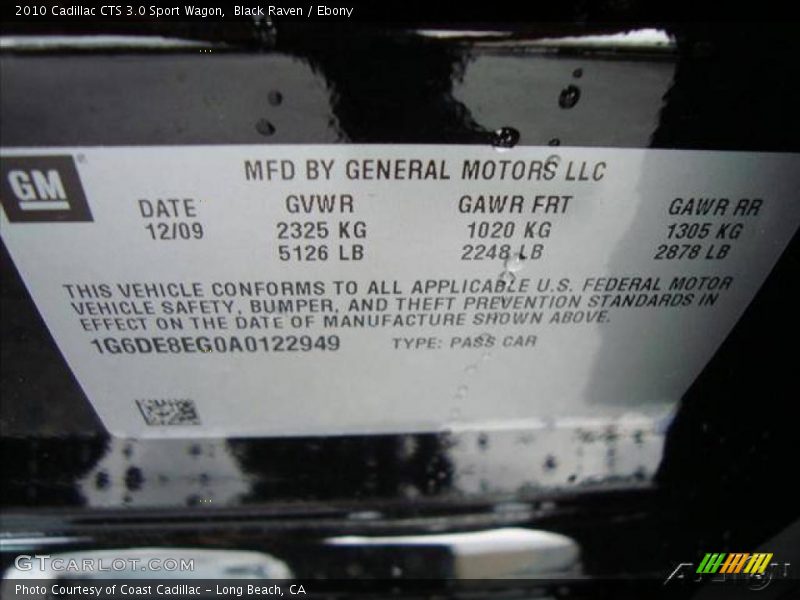 2010 Cadillac CTS 3.0 Sport Wagon, Black Raven / Ebony
GM
MFD BY GENERAL MOTORS LLC
DATE GVWR GAWR FRT GAWR RR
12/09 2325 KG 1020 KG 1305 KG
5126 LB 2248 LB 2878 LB
THIS VEHICLE CONFORMS TO ALL APPLICABLE U.S. FEDERAL MOTOR
VEHICLE SAFETY, BUMPER, AND THEFT PREVENTION STANDARDS IN
EFFECT ON THE DATE OF MANUFACTURE SHOWN ABOVE.
1G6DE8EG0A0122949 TYPE: PASS CAR
GTCARLOT.COM
Photo Courtesy of Coast Cadillac - Long Beach, CA